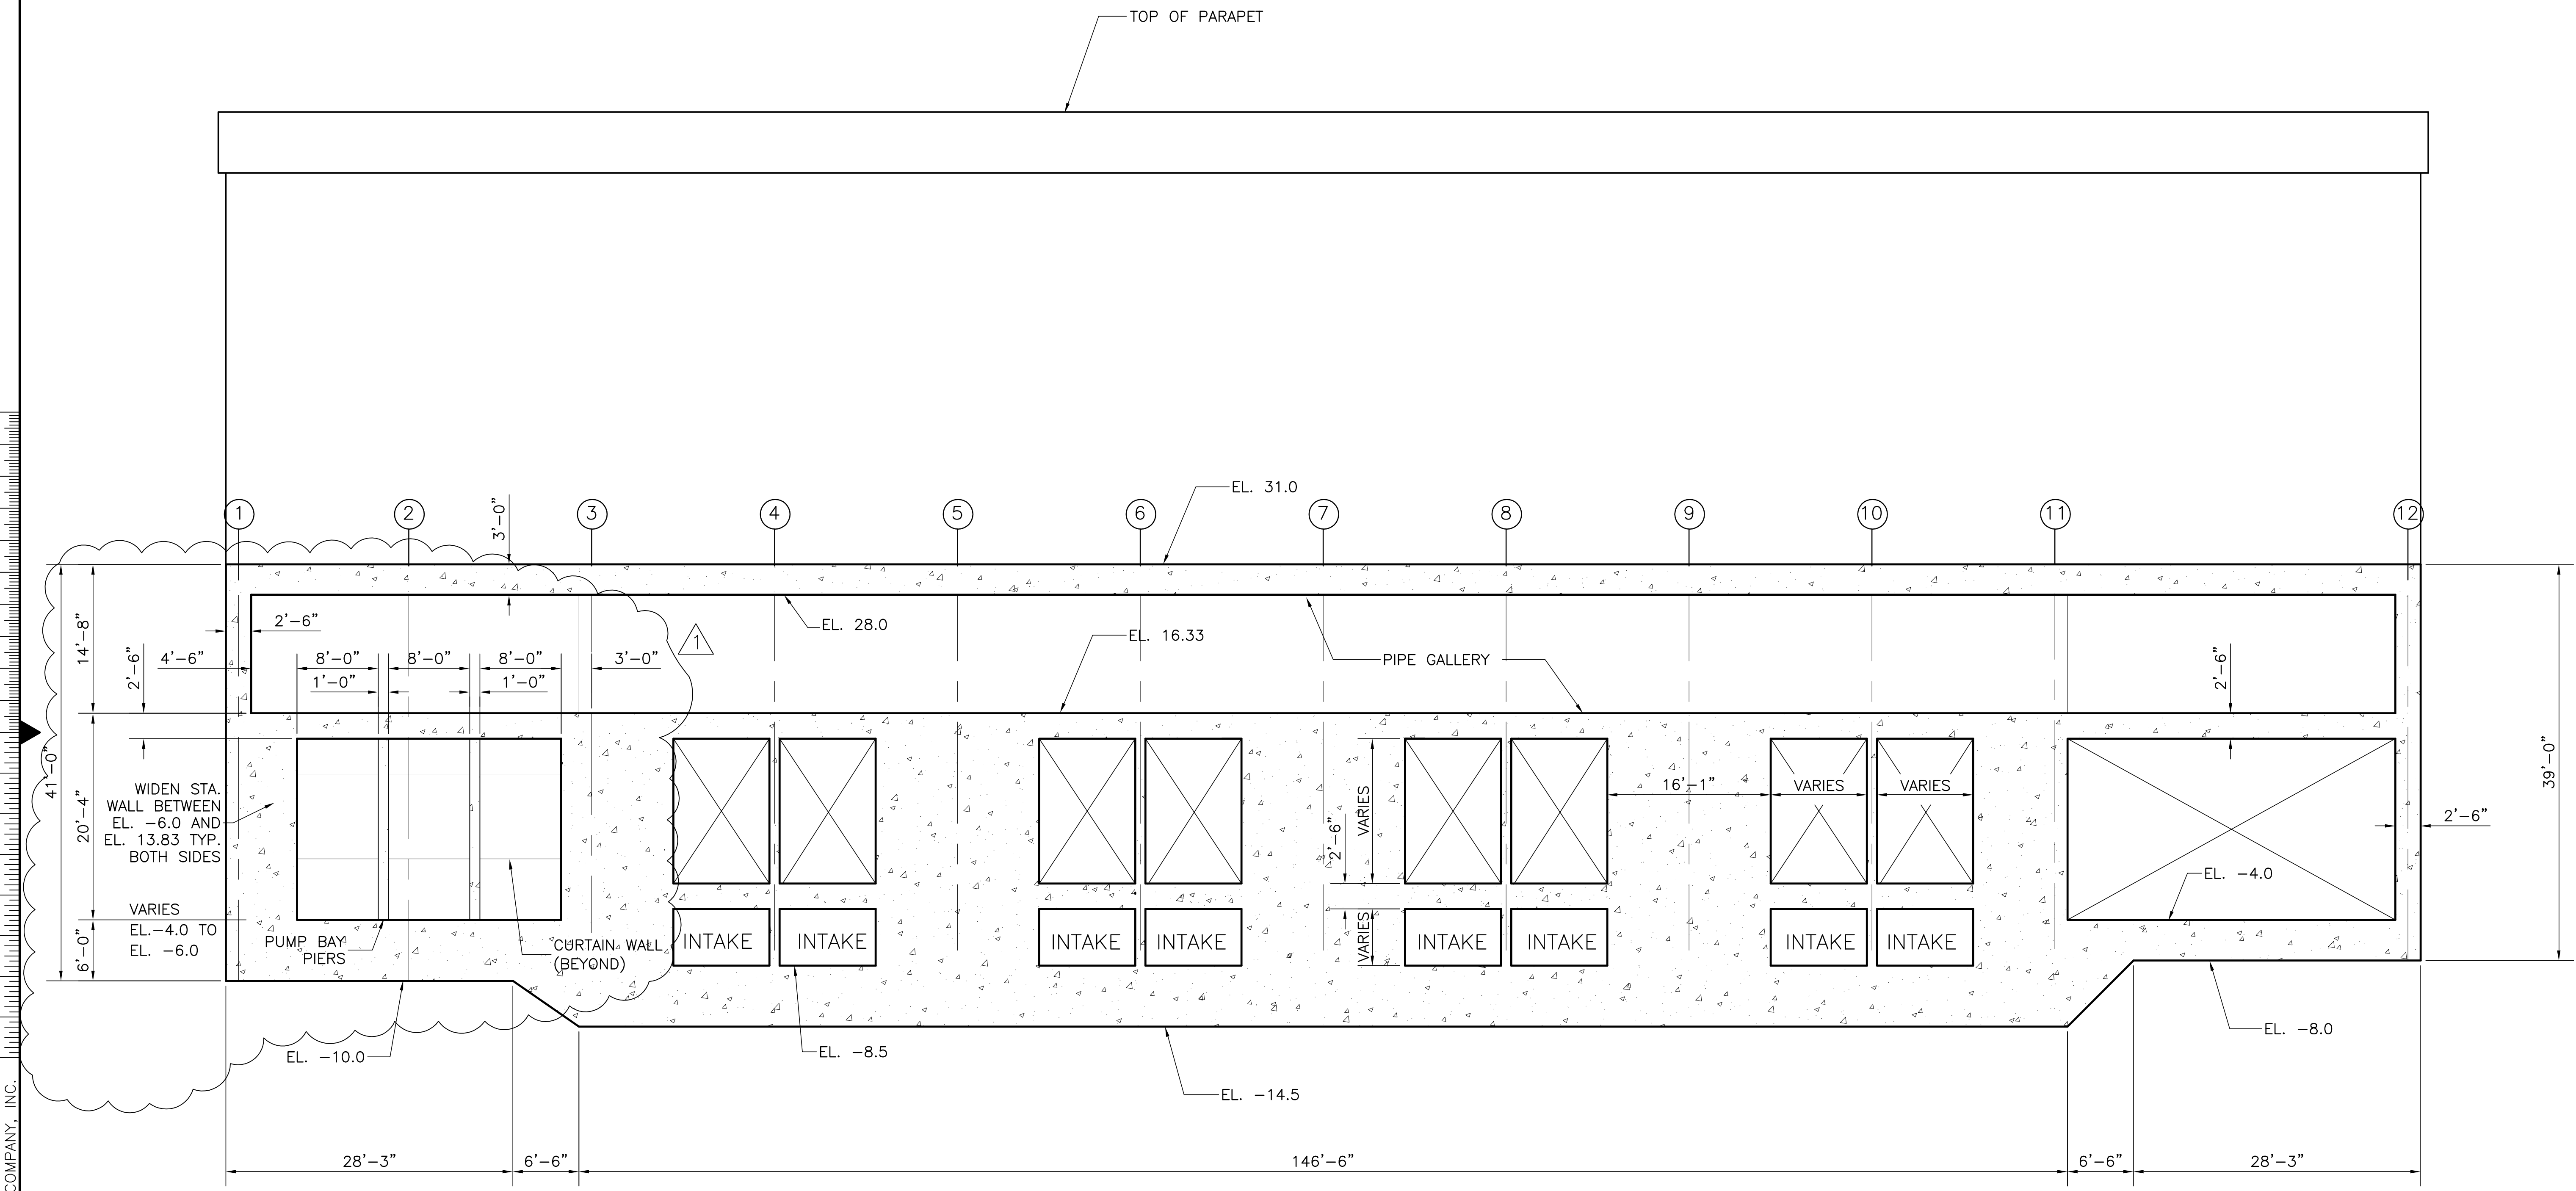 TOP OF PARAPET
EL. 31.0
1
2
3
4
5
6
7
8
9
10
11
12
3'-0"
EL. 28.0
EL. 16.33
PIPE GALLERY
1
41'-0"
14'-8"
20'-4"
6'-0"
2'-6"
4'-6"
2'-6"
8'-0"
8'-0"
8'-0"
3'-0"
1'-0"
1'-0"
2'-6"
39'-0"
2'-6"
WIDEN STA.
WALL BETWEEN
EL. -6.0 AND
EL. 13.83 TYP.
BOTH SIDES
VARIES
EL.-4.0 TO
EL. -6.0
PUMP BAY
PIERS
CURTAIN WALL
(BEYOND)
VARIES
2'-6"
VARIES
16'-1"
VARIES
VARIES
EL. -4.0
INTAKE
INTAKE
INTAKE
INTAKE
INTAKE
INTAKE
INTAKE
INTAKE
EL. -10.0
EL. -8.5
EL. -14.5
EL. -8.0
28'-3"
6'-6"
146'-6"
6'-6"
28'-3"
COMPANY, INC.